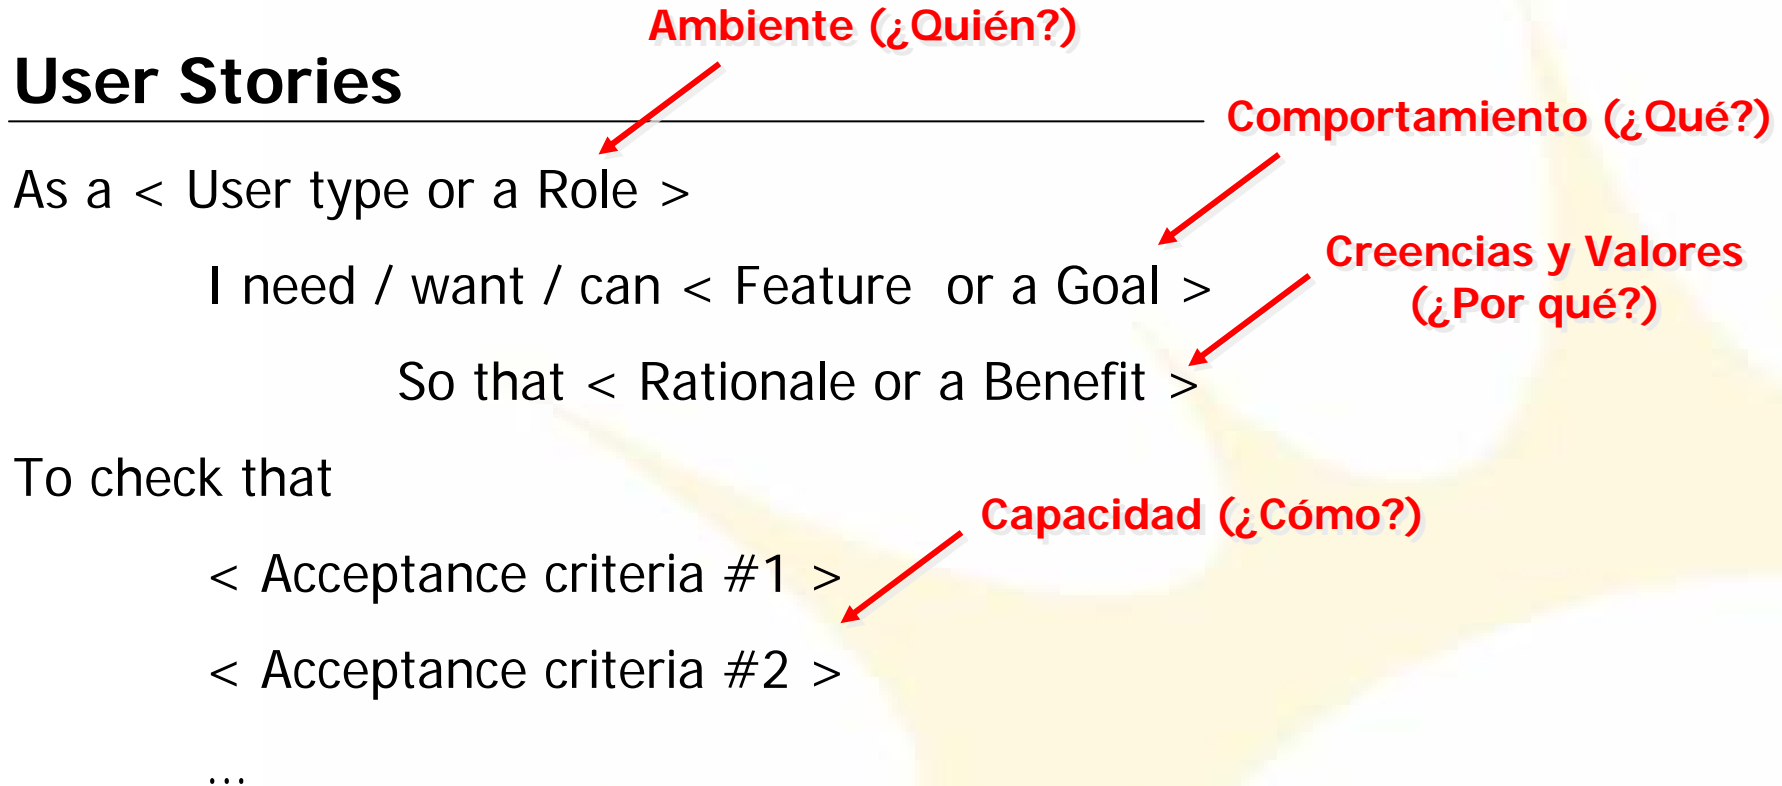 Ambiente (¿Quién?)
User Stories
Comportamiento (¿Qué?)
As a < User type or a Role >
Creencias y Valores
(¿Por qué?)
I need / want / can < Feature  or a Goal >
So that < Rationale or a Benefit >
To check that
Capacidad (¿Cómo?)
< Acceptance criteria #1 >
< Acceptance criteria #2 >
...